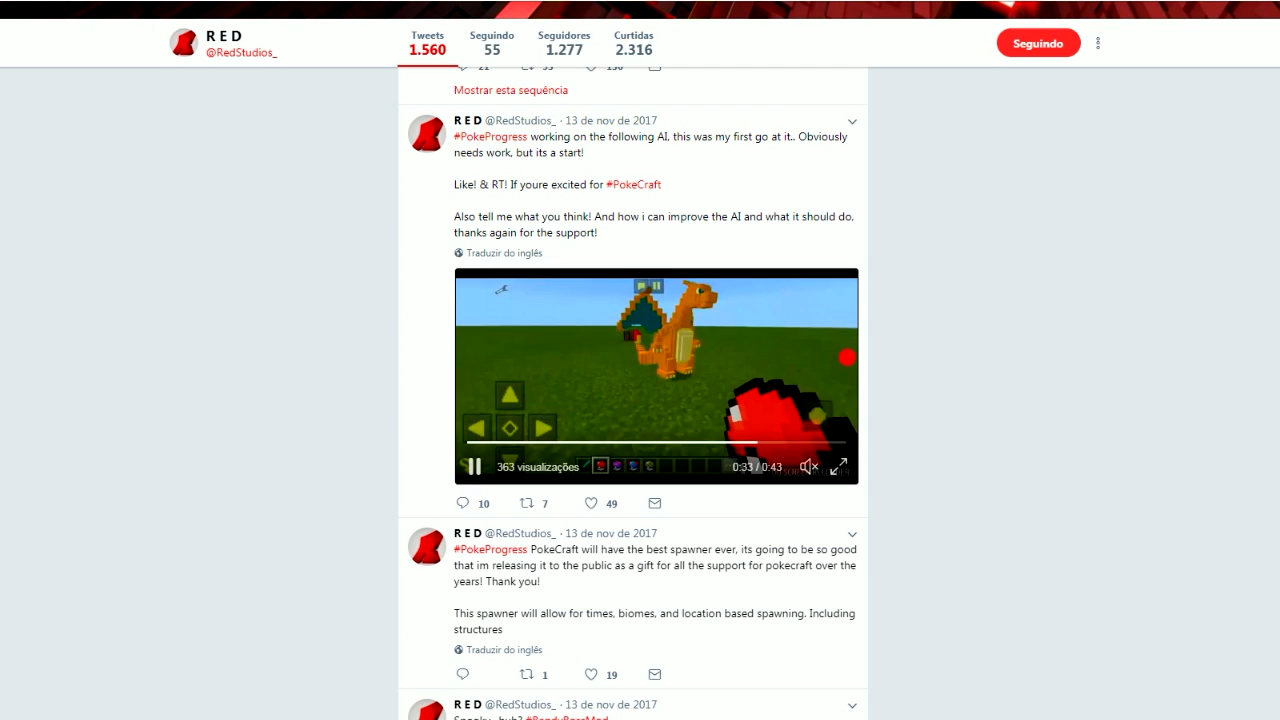 R E D
@RedStudios_
Tweets
1.560
Seguindo
55
Seguidores
1.277
Curtidas
2.316
Seguindo
Mostrar esta sequência
R E D @RedStudios_ · 13 de nov de 2017
#PokeProgress working on the following AI, this was my first go at it.. Obviously
needs work, but its a start!
Like! & RT! If youre excited for #PokeCraft
Also tell me what you think! And how i can improve the AI and what it should do,
thanks again for the support!
Traduzir do inglês
363 visualizações
0:33 / 0:43
10
7
49
R E D @RedStudios_ · 13 de nov de 2017
#PokeProgress PokeCraft will have the best spawner ever, its going to be so good
that im releasing it to the public as a gift for all the support for pokecraft over the
years! Thank you!
This spawner will allow for times, biomes, and location based spawning. Including
structures
Traduzir do inglês
1
19
R E D @RedStudios_ · 13 de nov de 2017